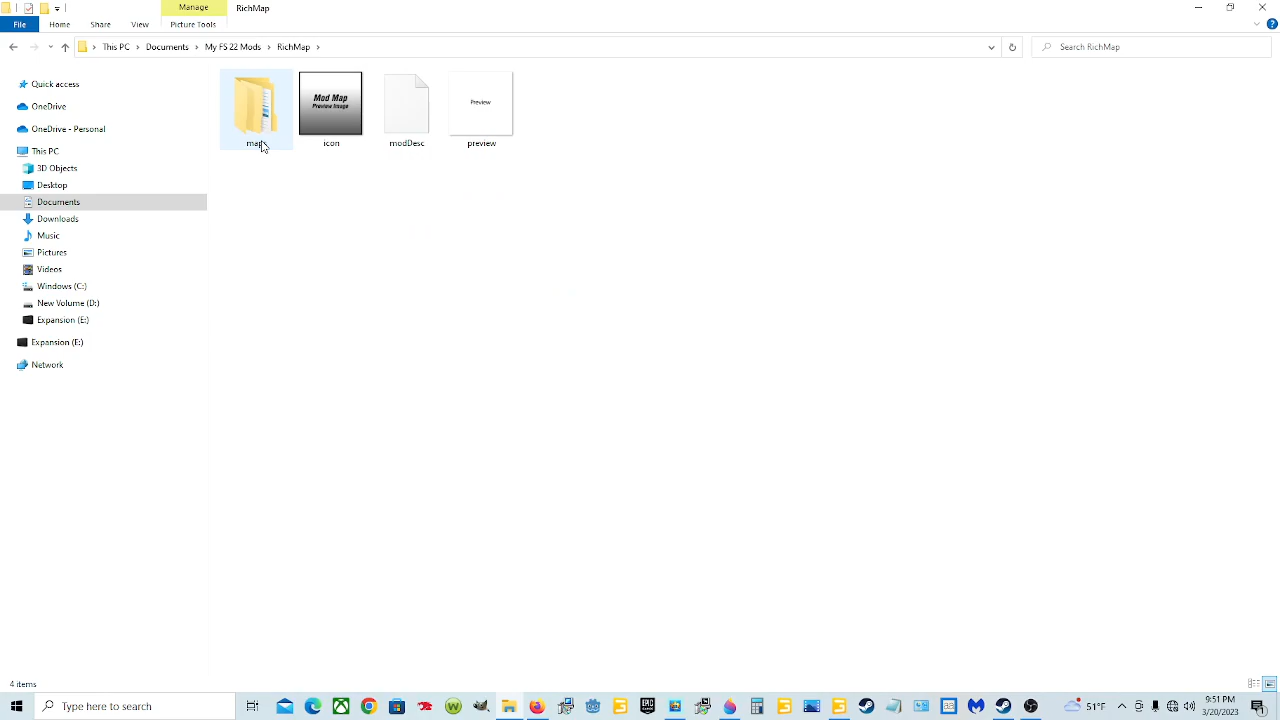 Manage
RichMap
File
Home
Share
View
Picture Tools
This PC
Documents
My FS 22 Mods
RichMap
Search RichMap
Quick access
OneDrive
OneDrive - Personal
This PC
3D Objects
Desktop
Documents
Downloads
Music
Pictures
Videos
Windows (C:)
New Volume (D:)
Expansion (E:)
Expansion (E:)
Network
Mod Map
Preview Image
Preview
icon
modDesc
preview
4 items
Type here to search
51°F
9:51 PM
3/20/2023